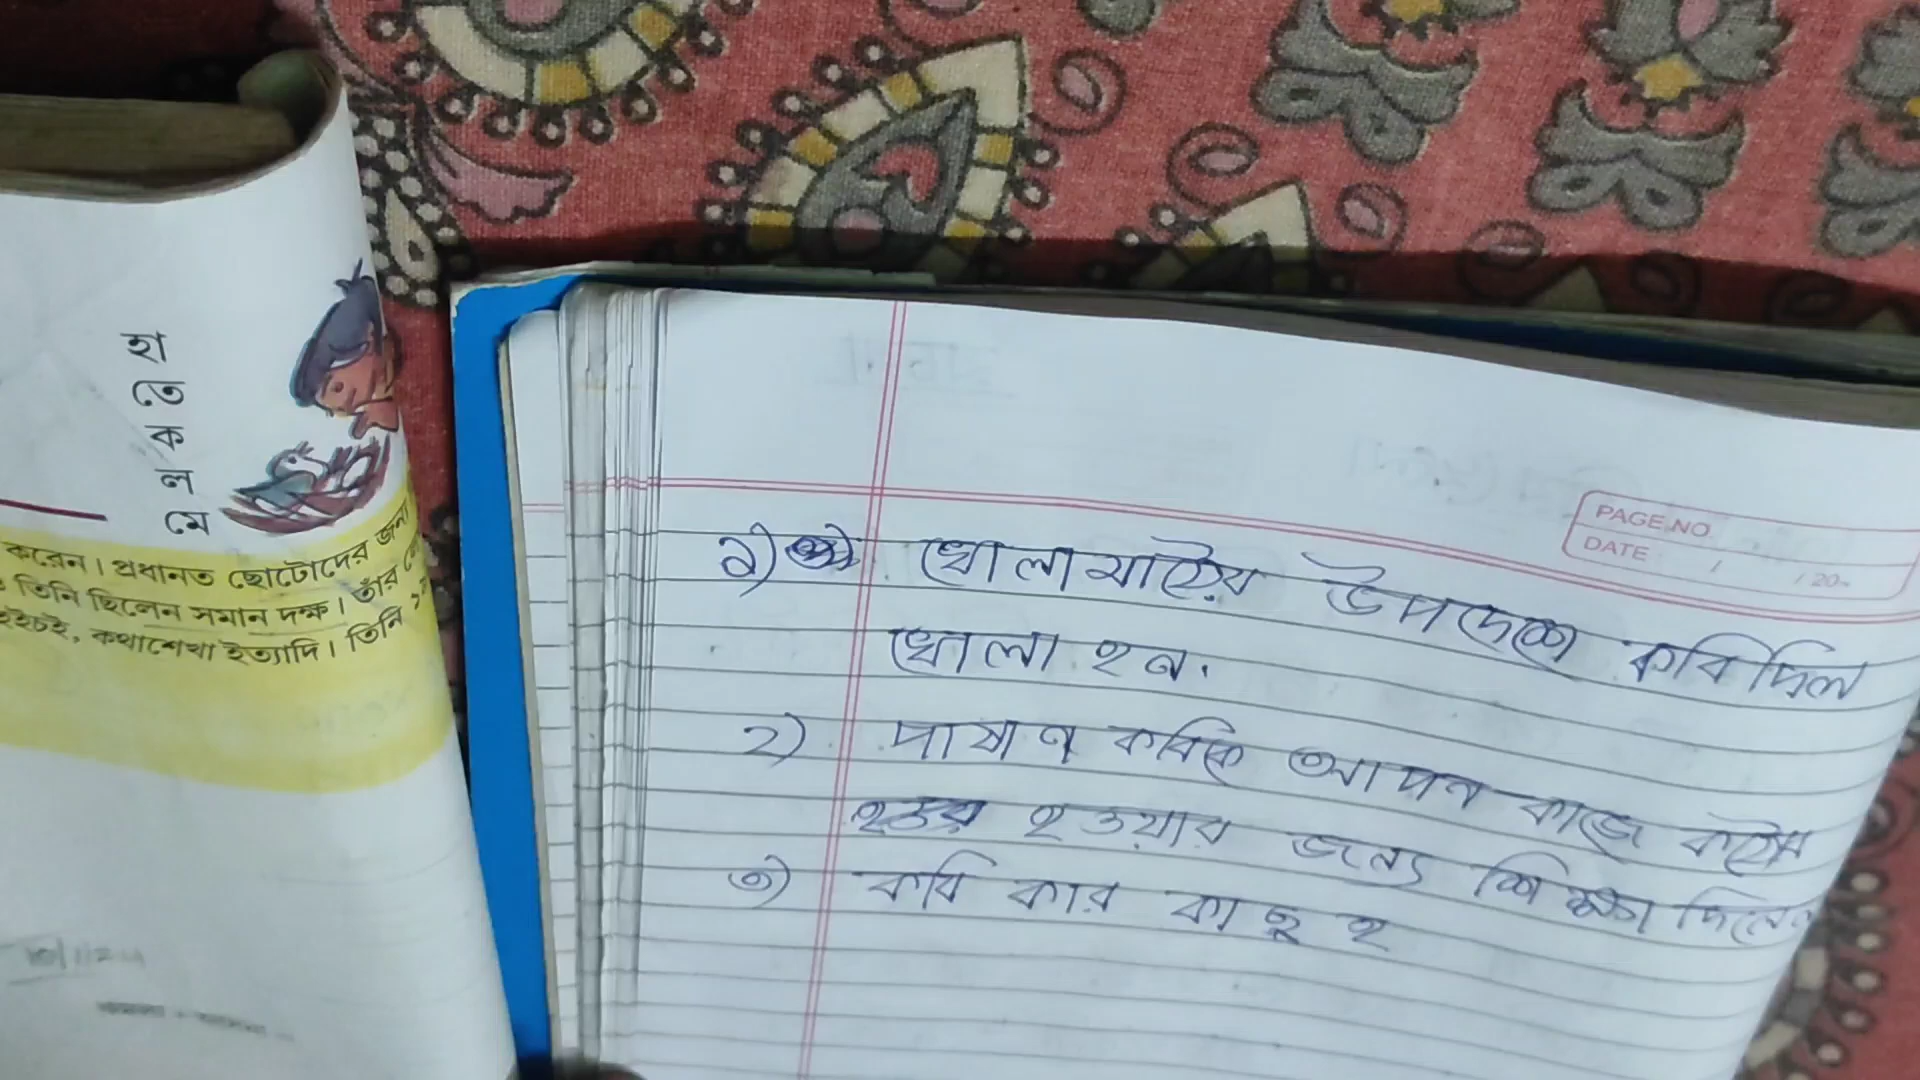 হা
তে
ক
ল
মে
করেন। প্রধানত ছোটোদের জন্য
তিনি ছিলেন সমান দক্ষ। তাঁর
হইচই, কথাশেখা ইত্যাদি। তিনি
PAGE NO.
DATE / / 20
১) খোলা মাঠের উপদেশে কবি দিল
খোলা হন.
২) পাষাণ কবিকে আপন কাজে কঠোর
হওয়ার জন্য শিক্ষা দিলেন
৩) কবি কার কাছু হ